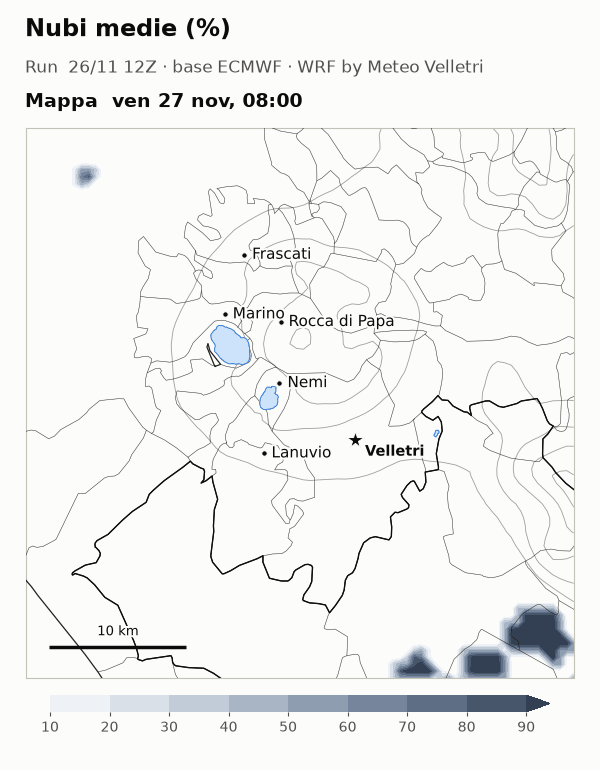 Nubi medie (%)
Run  26/11 12Z · base ECMWF · WRF by Meteo Velletri
Mappa  ven 27 nov, 08:00
Frascati
Marino
Rocca di Papa
Nemi
Velletri
Lanuvio
10 km
10 20 30 40 50 60 70 80 90